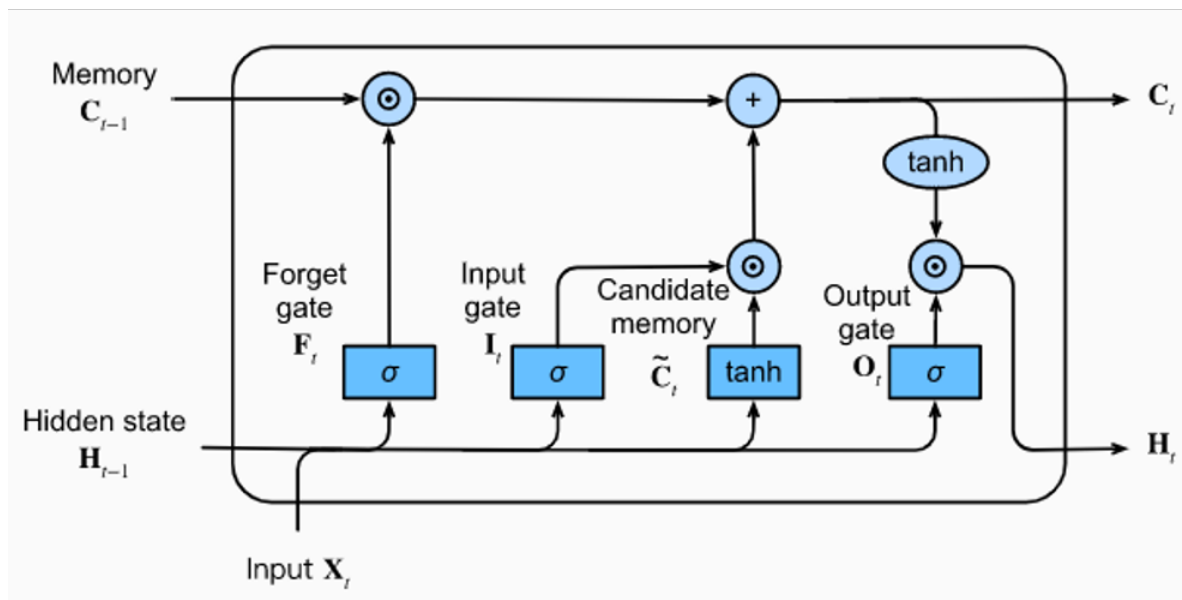 Memory
C_{t-1}
⊙
+
C_t
tanh
Forget
gate
F_t
Input
gate
I_t
⊙
Candidate
memory
C̃_t
⊙
Output
gate
O_t
σ
σ
tanh
σ
Hidden state
H_{t-1}
H_t
Input X_t